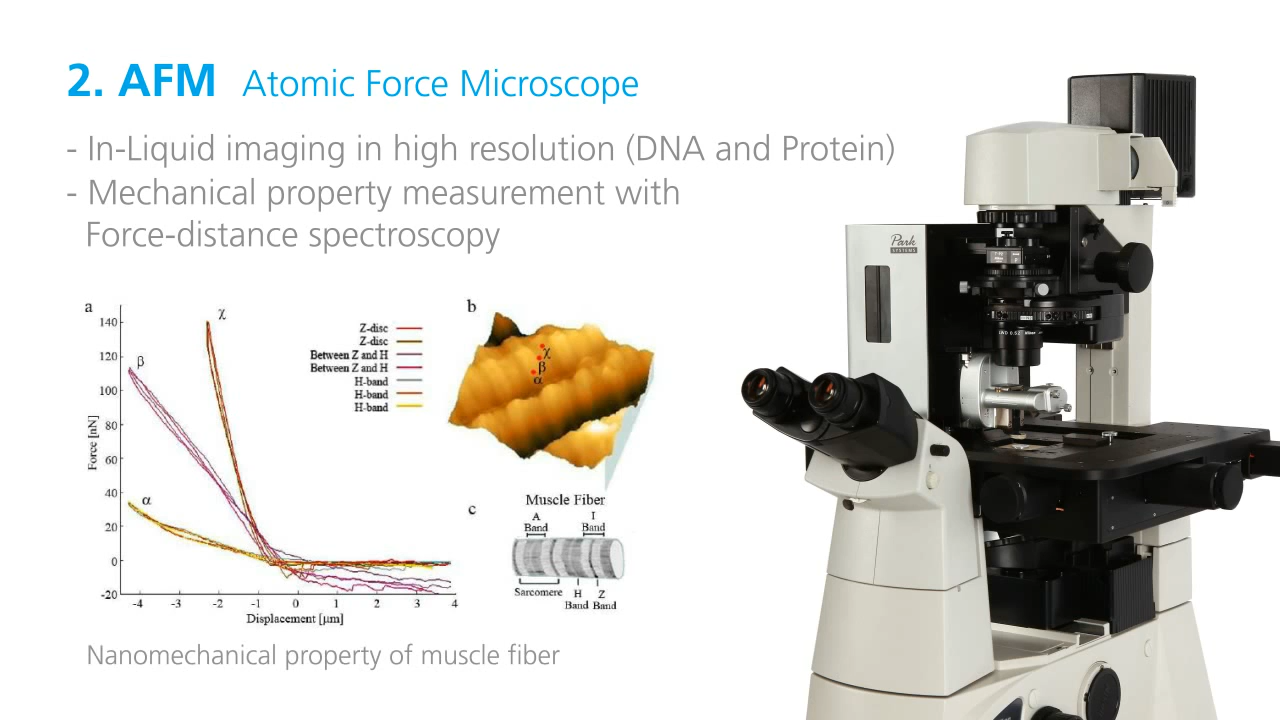 2. AFM Atomic Force Microscope
- In-Liquid imaging in high resolution (DNA and Protein)
- Mechanical property measurement with
Force-distance spectroscopy
a
χ
β
α
140
120
100
80
60
40
20
0
-20
Force [nN]
-4 -3 -2 -1 0 1 2 3 4
Displacement [μm]
Z-disc
Z-disc
Between Z and H
Between Z and H
H-band
H-band
H-band
b
χ
β
α
c
Muscle Fiber
A
Band
I
Band
Sarcomere
H
Band
Z
Band
Nanomechanical property of muscle fiber
Park
SYSTEMS